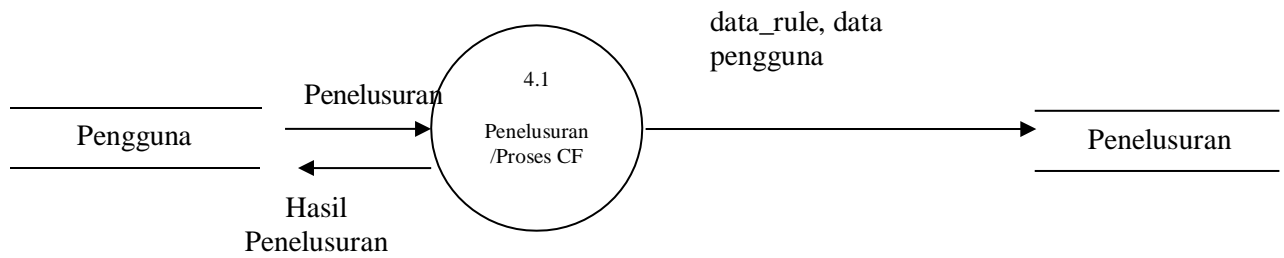 data_rule, data
pengguna
4.1
Penelusuran
Pengguna
Penelusuran
/Proses CF
Penelusuran
Hasil
Penelusuran